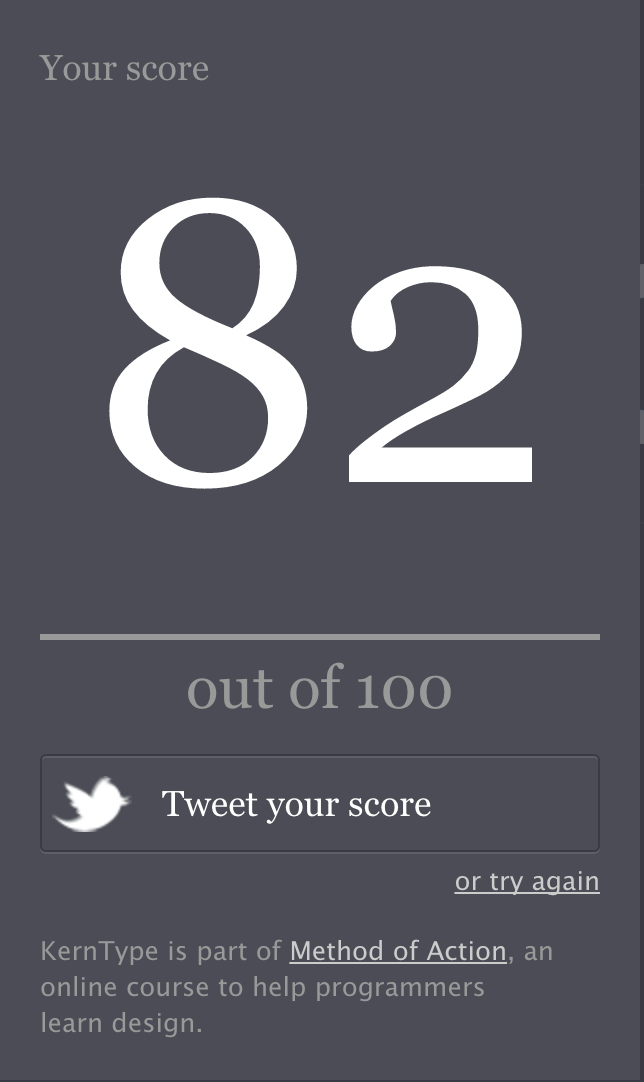 Your score
82
out of 100
Tweet your score
or try again
KernType is part of Method of Action, an
online course to help programmers
learn design.